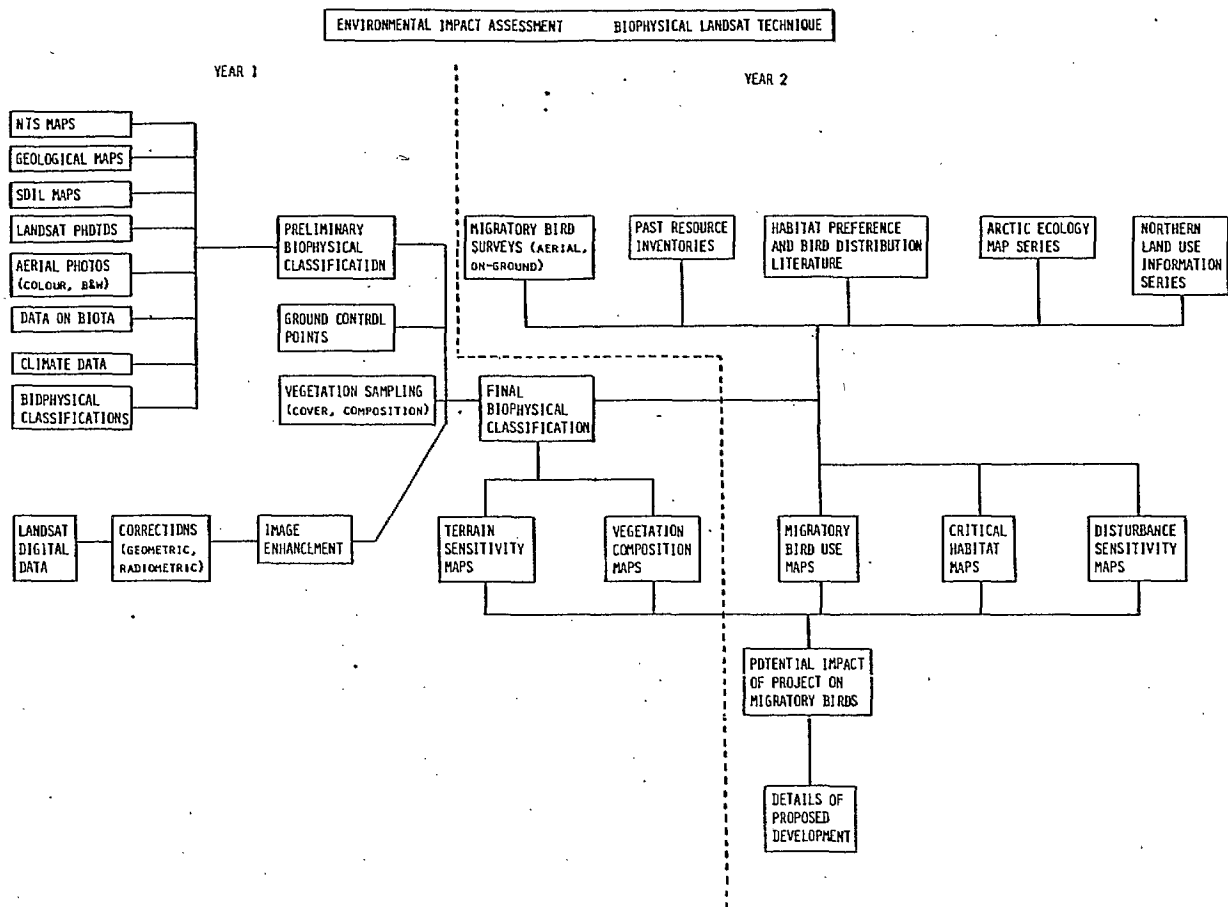 ENVIRONMENTAL IMPACT ASSESSMENT BIOPHYSICAL LANDSAT TECHNIQUE
YEAR 1
YEAR 2
NTS MAPS
GEOLOGICAL MAPS
SOIL MAPS
LANDSAT PHOTOS
AERIAL PHOTOS
(COLOUR, B&W)
DATA ON BIOTA
CLIMATE DATA
BIOPHYSICAL
CLASSIFICATIONS
PRELIMINARY
BIOPHYSICAL
CLASSIFICATION
GROUND CONTROL
POINTS
VEGETATION SAMPLING
(COVER, COMPOSITION)
LANDSAT
DIGITAL
DATA
CORRECTIONS
(GEOMETRIC,
RADIOMETRIC)
IMAGE
ENHANCEMENT
MIGRATORY BIRD
SURVEYS (AERIAL,
ON-GROUND)
PAST RESOURCE
INVENTORIES
HABITAT PREFERENCE
AND BIRD DISTRIBUTION
LITERATURE
ARCTIC ECOLOGY
MAP SERIES
NORTHERN
LAND USE
INFORMATION
SERIES
FINAL
BIOPHYSICAL
CLASSIFICATION
TERRAIN
SENSITIVITY
MAPS
VEGETATION
COMPOSITION
MAPS
MIGRATORY
BIRD USE
MAPS
CRITICAL
HABITAT
MAPS
DISTURBANCE
SENSITIVITY
MAPS
POTENTIAL IMPACT
OF PROJECT ON
MIGRATORY BIRDS
DETAILS OF
PROPOSED
DEVELOPMENT